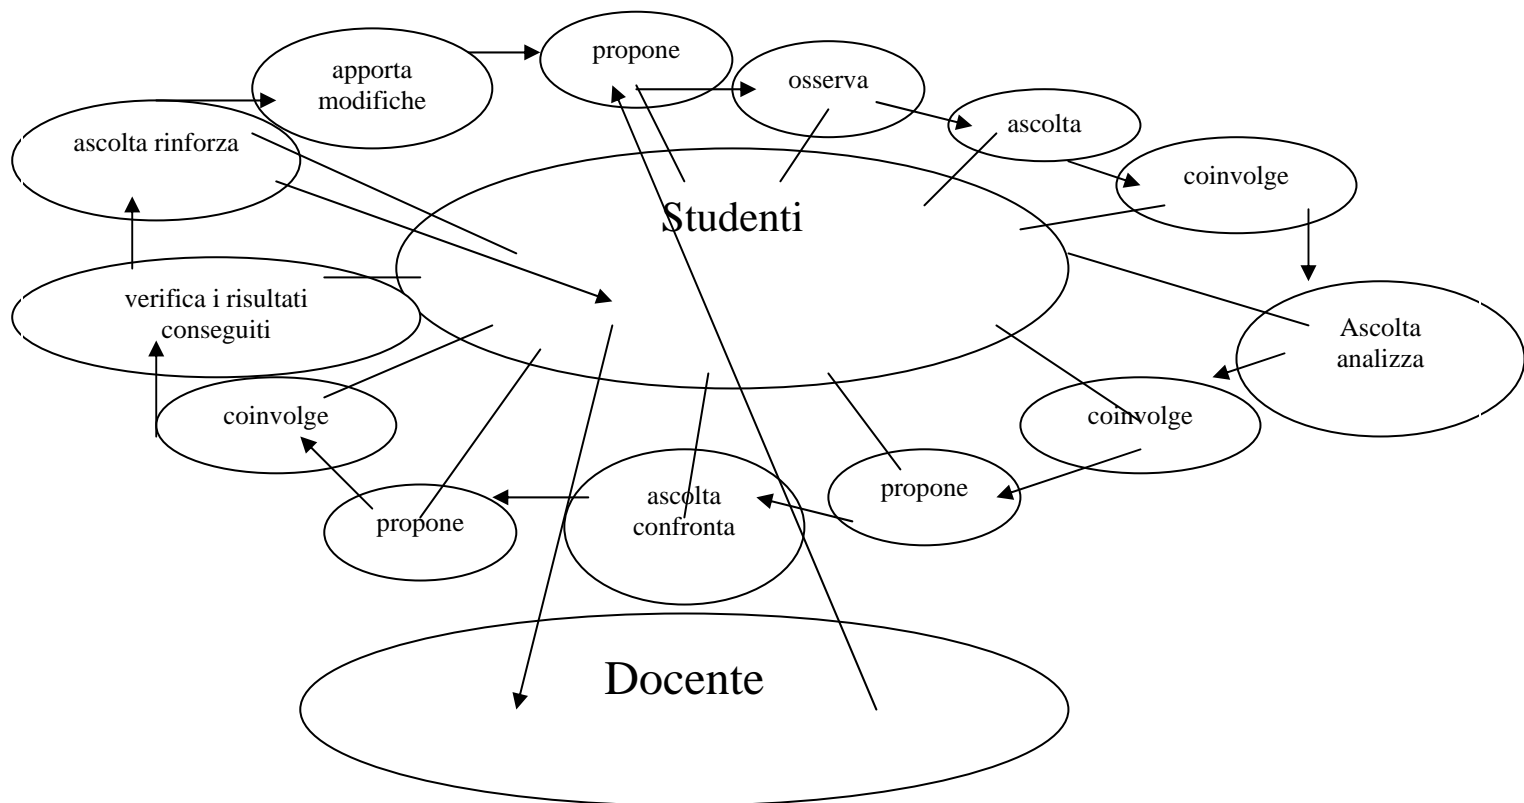 propone
osserva
apporta
modifiche
ascolta
ascolta rinforza
coinvolge
Studenti
verifica i risultati
conseguiti
Ascolta
analizza
coinvolge
coinvolge
propone
ascolta
confronta
propone
Docente